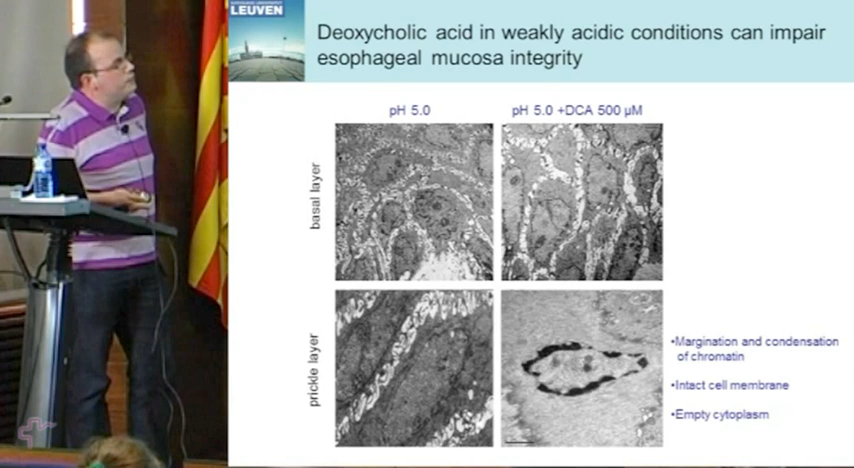 LEUVEN
Deoxycholic acid in weakly acidic conditions can impair
esophageal mucosa integrity
pH 5.0
pH 5.0 +DCA 500 µM
basal layer
prickle layer
•Margination and condensation
of chromatin
•Intact cell membrane
•Empty cytoplasm